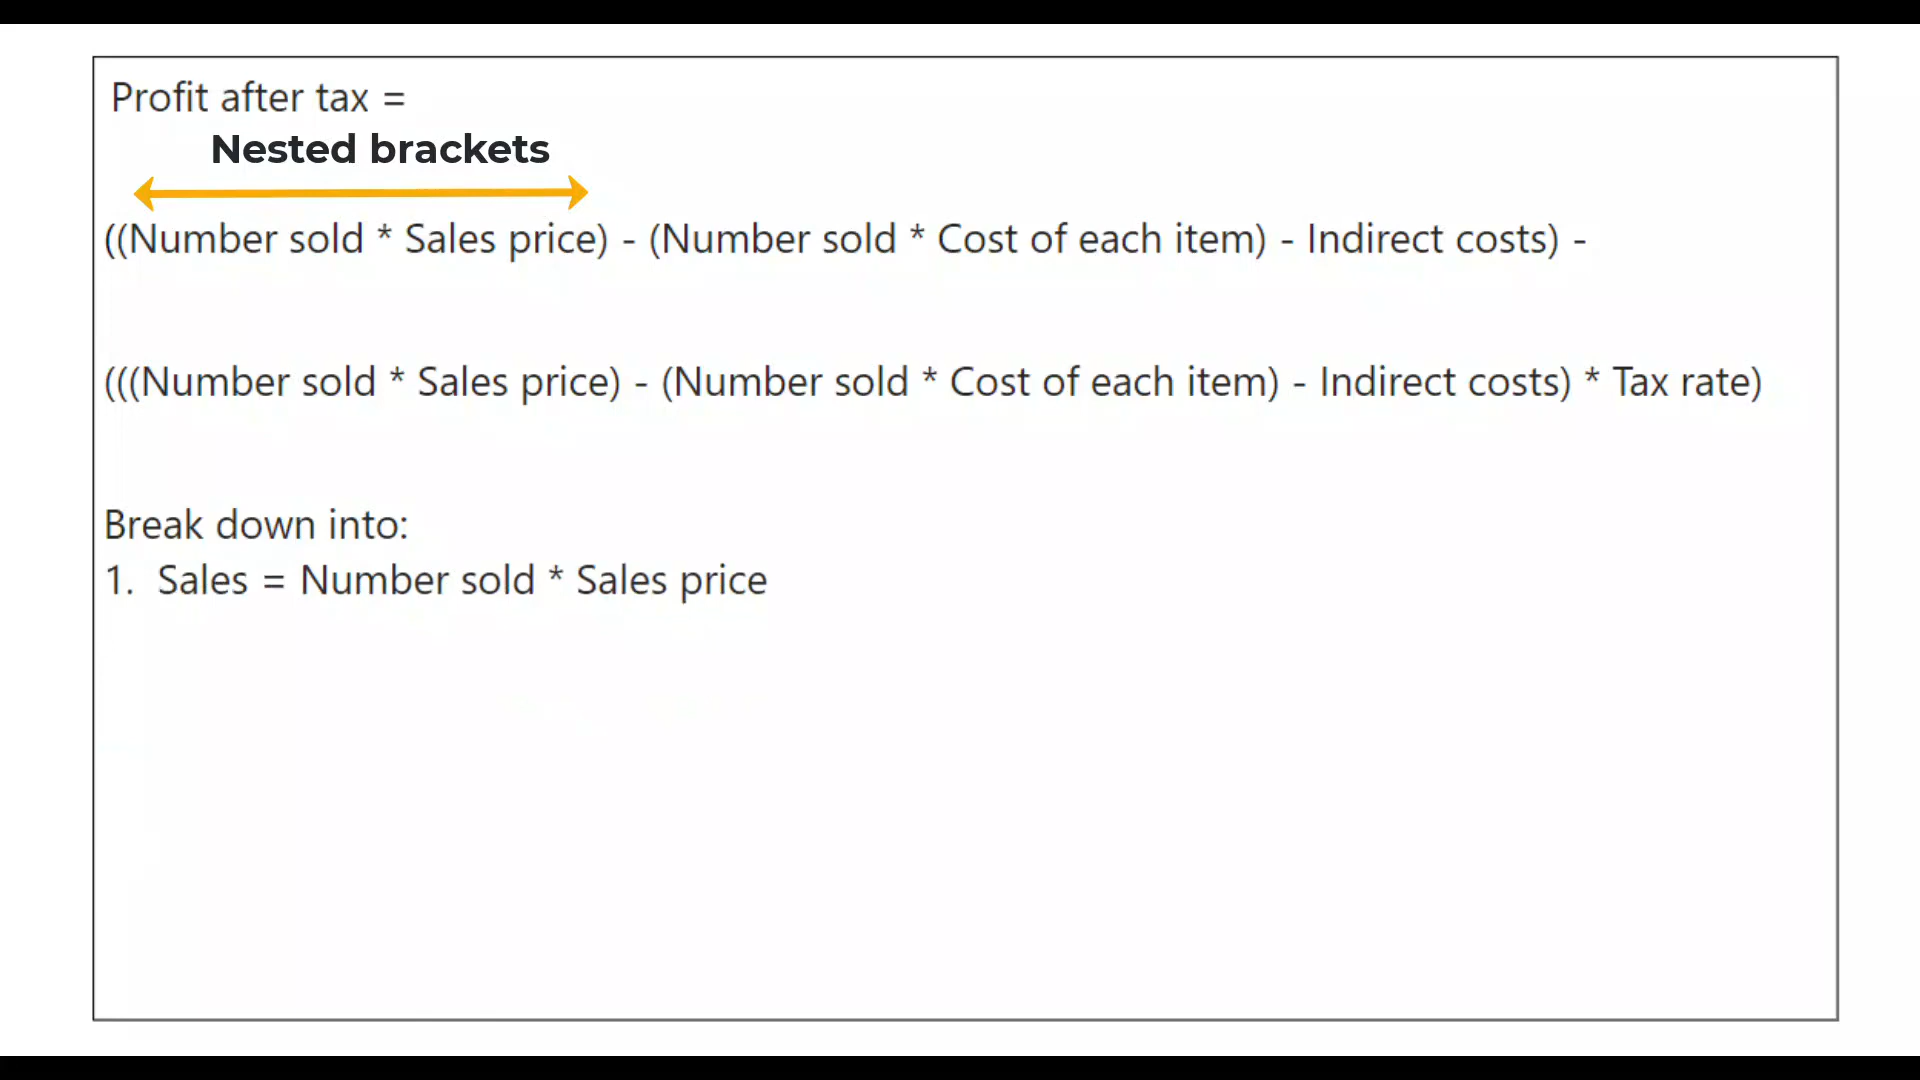 Profit after tax =
Nested brackets
((Number sold * Sales price) - (Number sold * Cost of each item) - Indirect costs) -
(((Number sold * Sales price) - (Number sold * Cost of each item) - Indirect costs) * Tax rate)
Break down into:
1. Sales = Number sold * Sales price